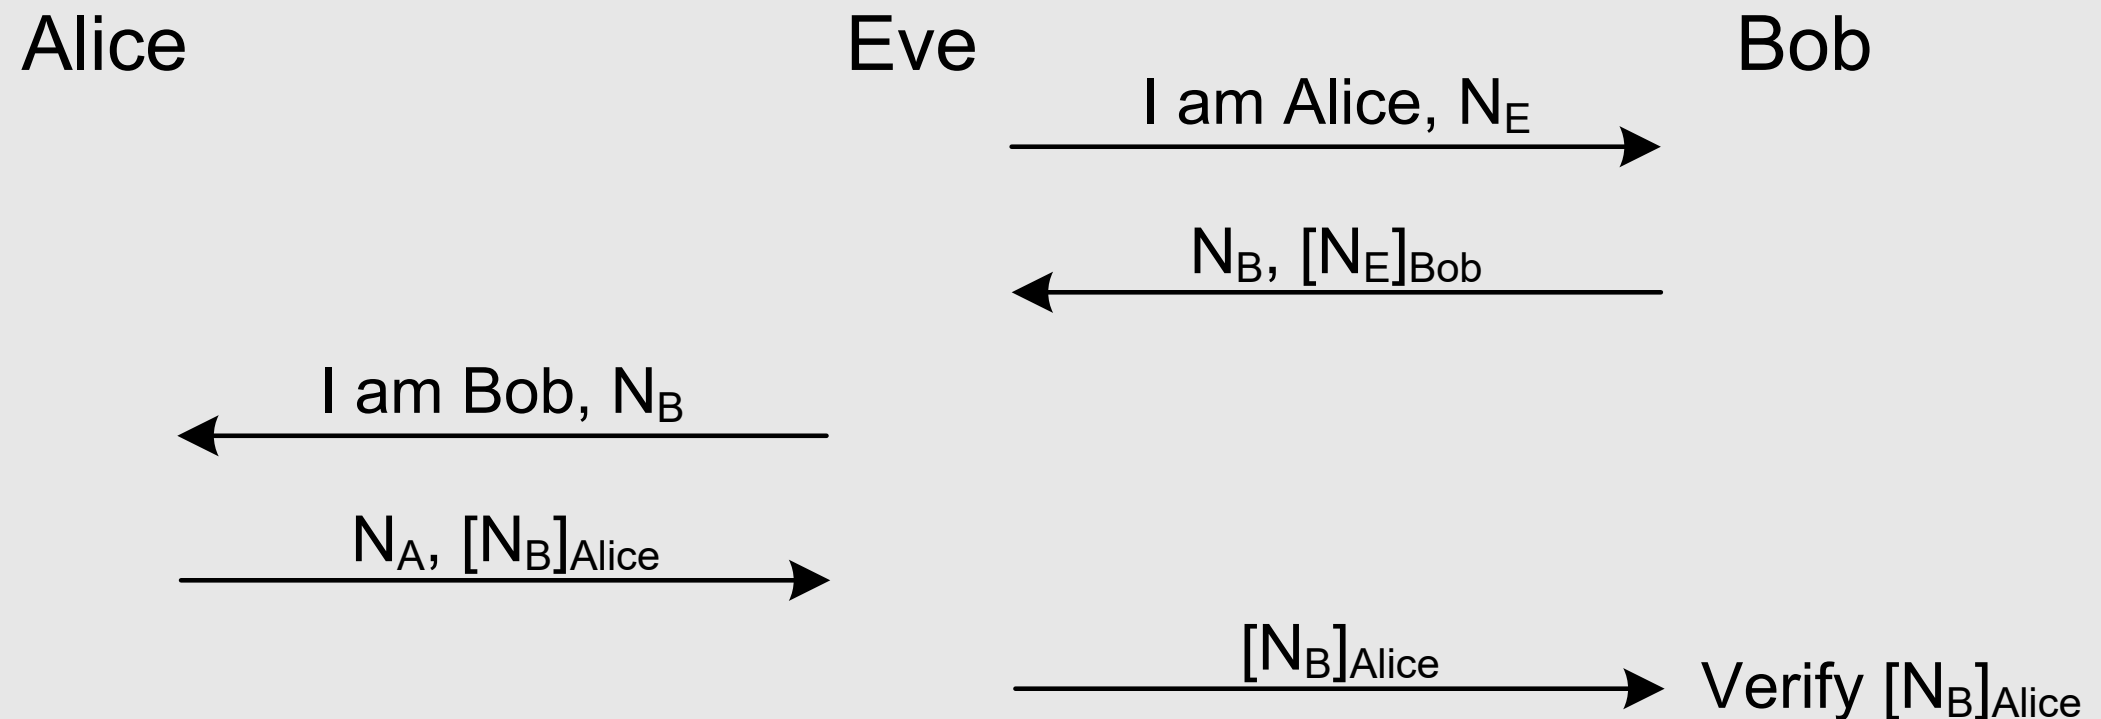 Alice Eve Bob
I am Alice, N_E
N_B, [N_E]_Bob
I am Bob, N_B
N_A, [N_B]_Alice
[N_B]_Alice Verify [N_B]_Alice